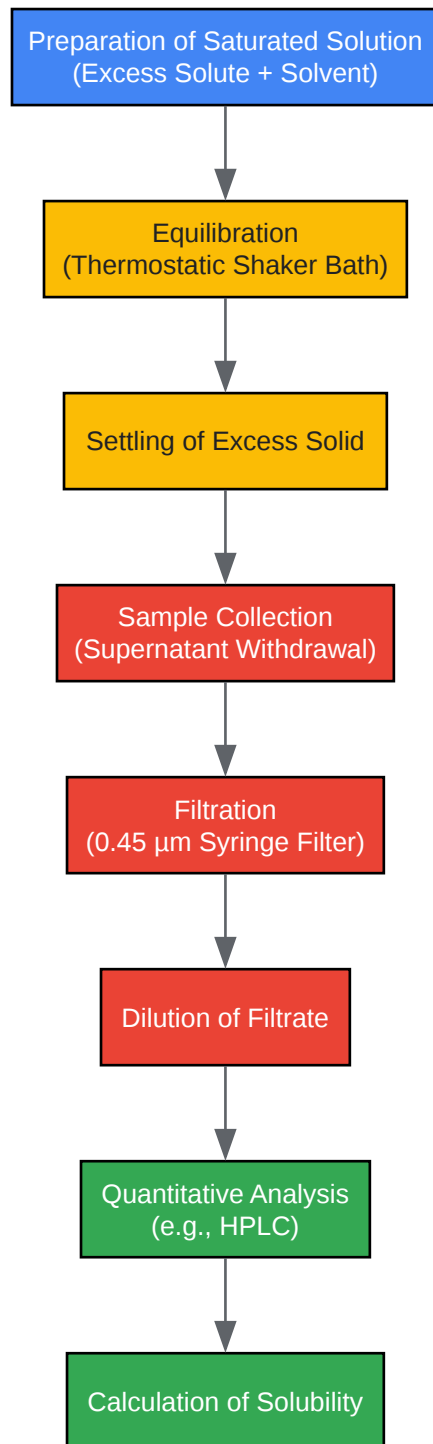 Preparation of Saturated Solution
(Excess Solute + Solvent)
Equilibration
(Thermostatic Shaker Bath)
Settling of Excess Solid
Sample Collection
(Supernatant Withdrawal)
Filtration
(0.45 µm Syringe Filter)
Dilution of Filtrate
Quantitative Analysis
(e.g., HPLC)
Calculation of Solubility